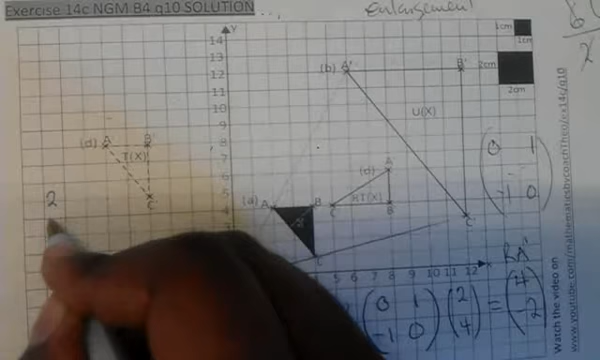 Exercise 14c NGM B4 q10 SOLUTION
Enlargement
1cm
1cm
2cm
2cm
Y
14
13
12
11
10
9
8
7
6
5
4
3
(b) A' B'
U(X)
(d) A' B'
T(X)
C'
(d) A'
RT(X)
C B'
(a) A B
C'
5 6 7 8 9 10 11 12 X
2
0 1
-1 0
RA'
0 1 2 = 4
-1 0 4 -2
Watch the video on
www.youtube.com/mathematicsbycoachTheo/ex14c/q10